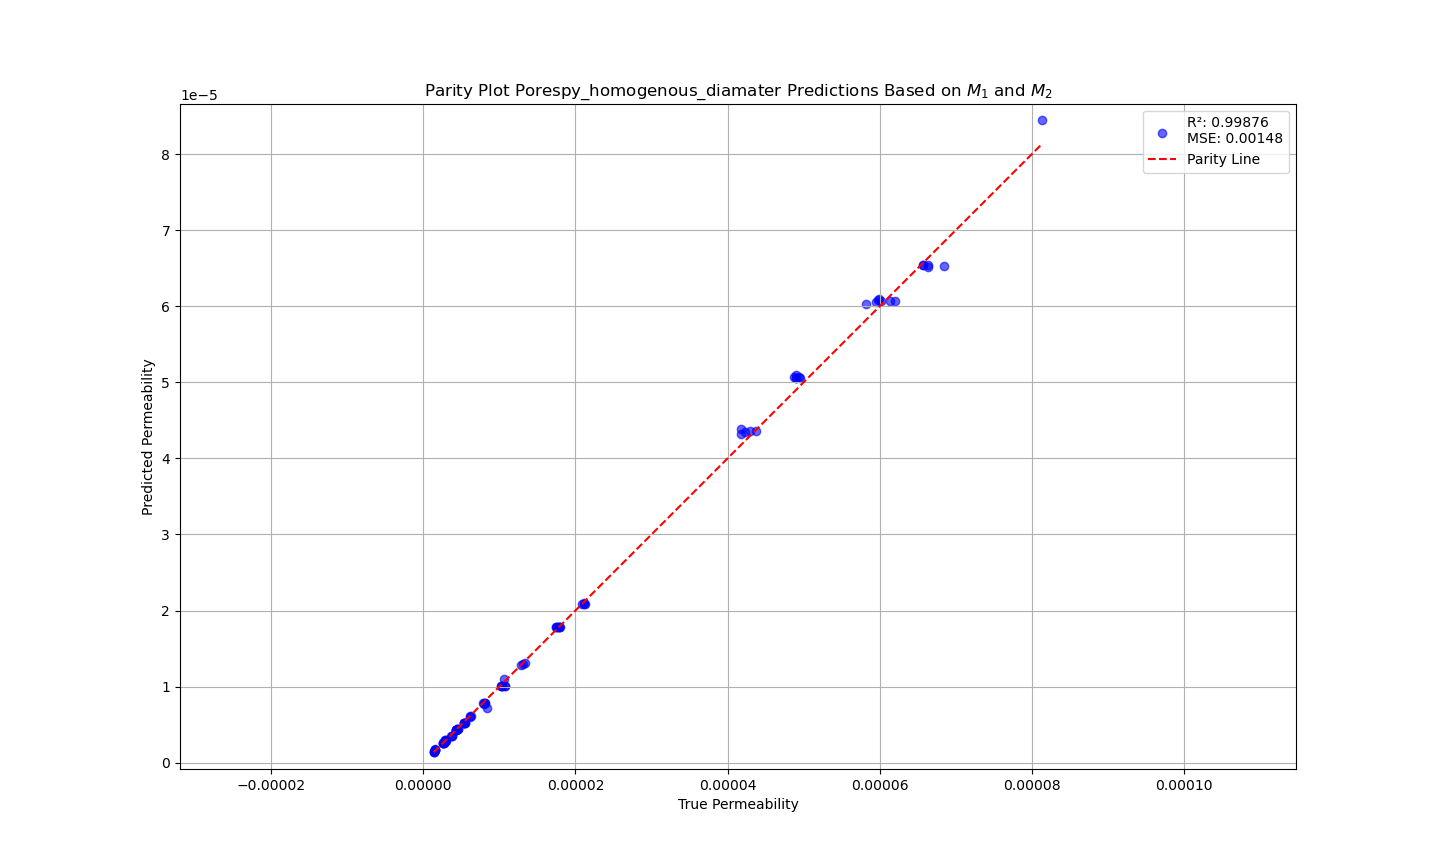 Parity Plot Porespy_homogenous_diamater Predictions Based on M₁ and M₂
1e−5
R²: 0.99876
MSE: 0.00148
Parity Line
8
7
6
5
4
3
2
1
0
Predicted Permeability
−0.00002 0.00000 0.00002 0.00004 0.00006 0.00008 0.00010
True Permeability